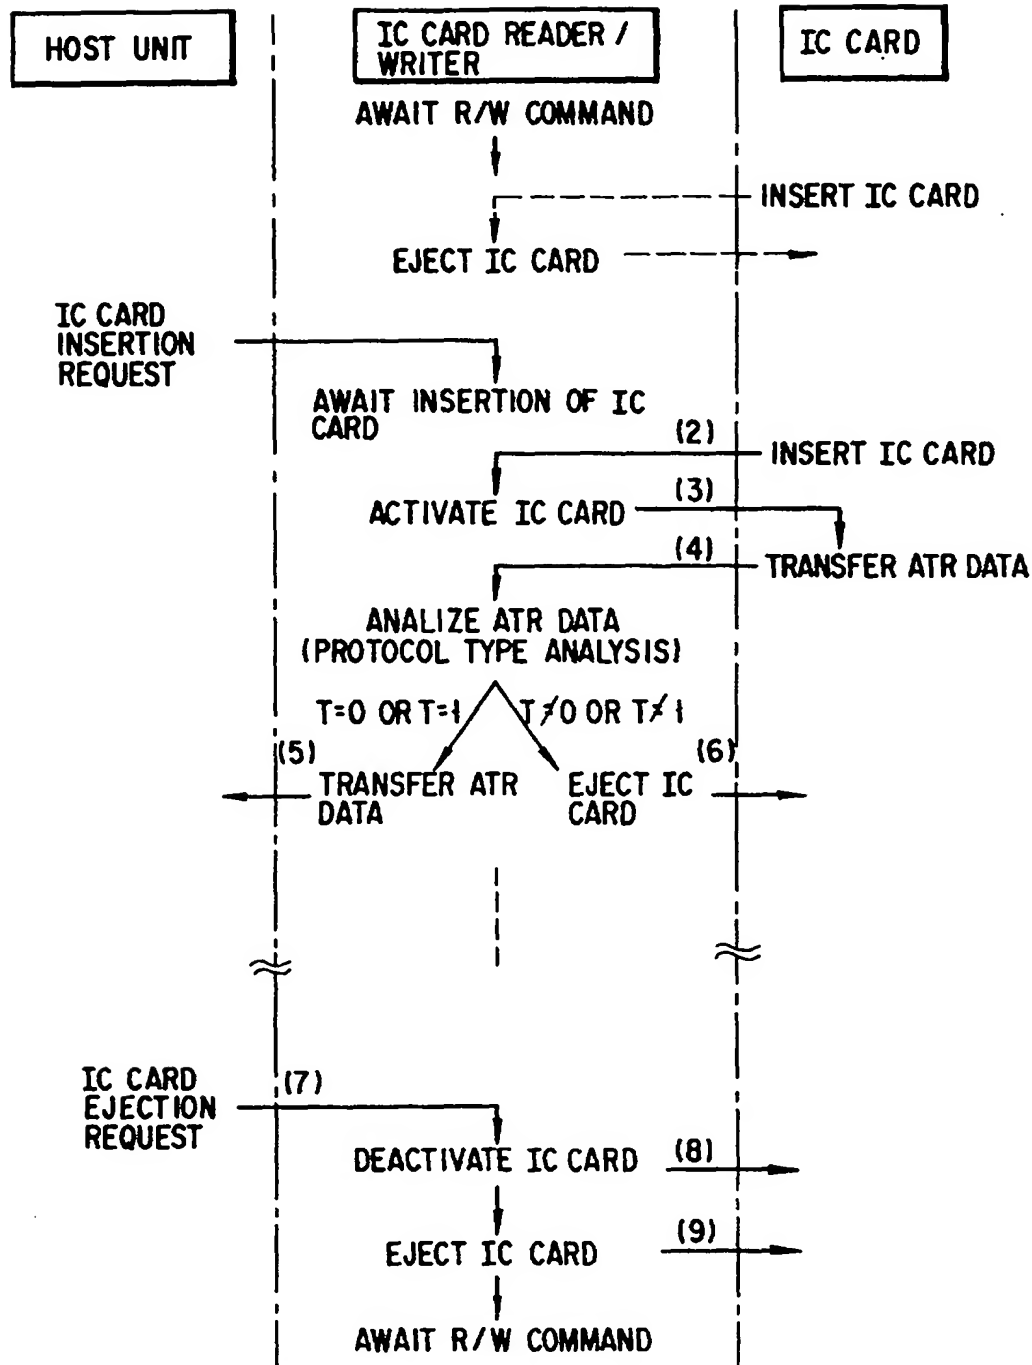 HOST UNIT
IC CARD READER /
WRITER
IC CARD
AWAIT R/W COMMAND
INSERT IC CARD
EJECT IC CARD
IC CARD
INSERTION
REQUEST
AWAIT INSERTION OF IC
CARD
(2)
INSERT IC CARD
ACTIVATE IC CARD
(3)
(4)
TRANSFER ATR DATA
ANALIZE ATR DATA
(PROTOCOL TYPE ANALYSIS)
T=0 OR T=1
T≠0 OR T≠1
(5)
TRANSFER ATR
DATA
EJECT IC
CARD
(6)
IC CARD
EJECTION
REQUEST
(7)
DEACTIVATE IC CARD
(8)
EJECT IC CARD
(9)
AWAIT R/W COMMAND